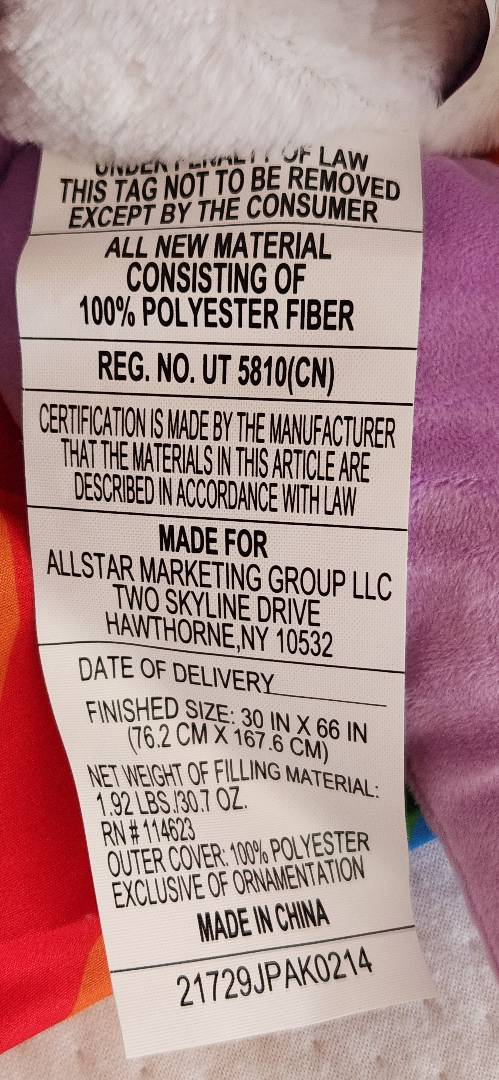 UNDER PENALTY OF LAW
THIS TAG NOT TO BE REMOVED
EXCEPT BY THE CONSUMER
ALL NEW MATERIAL
CONSISTING OF
100% POLYESTER FIBER
REG. NO. UT 5810(CN)
CERTIFICATION IS MADE BY THE MANUFACTURER
THAT THE MATERIALS IN THIS ARTICLE ARE
DESCRIBED IN ACCORDANCE WITH LAW
MADE FOR
ALLSTAR MARKETING GROUP LLC
TWO SKYLINE DRIVE
HAWTHORNE,NY 10532
DATE OF DELIVERY
FINISHED SIZE: 30 IN X 66 IN
(76.2 CM X 167.6 CM)
NET WEIGHT OF FILLING MATERIAL:
1.92 LBS./30.7 OZ.
RN # 114623
OUTER COVER: 100% POLYESTER
EXCLUSIVE OF ORNAMENTATION
MADE IN CHINA
21729JPAK0214